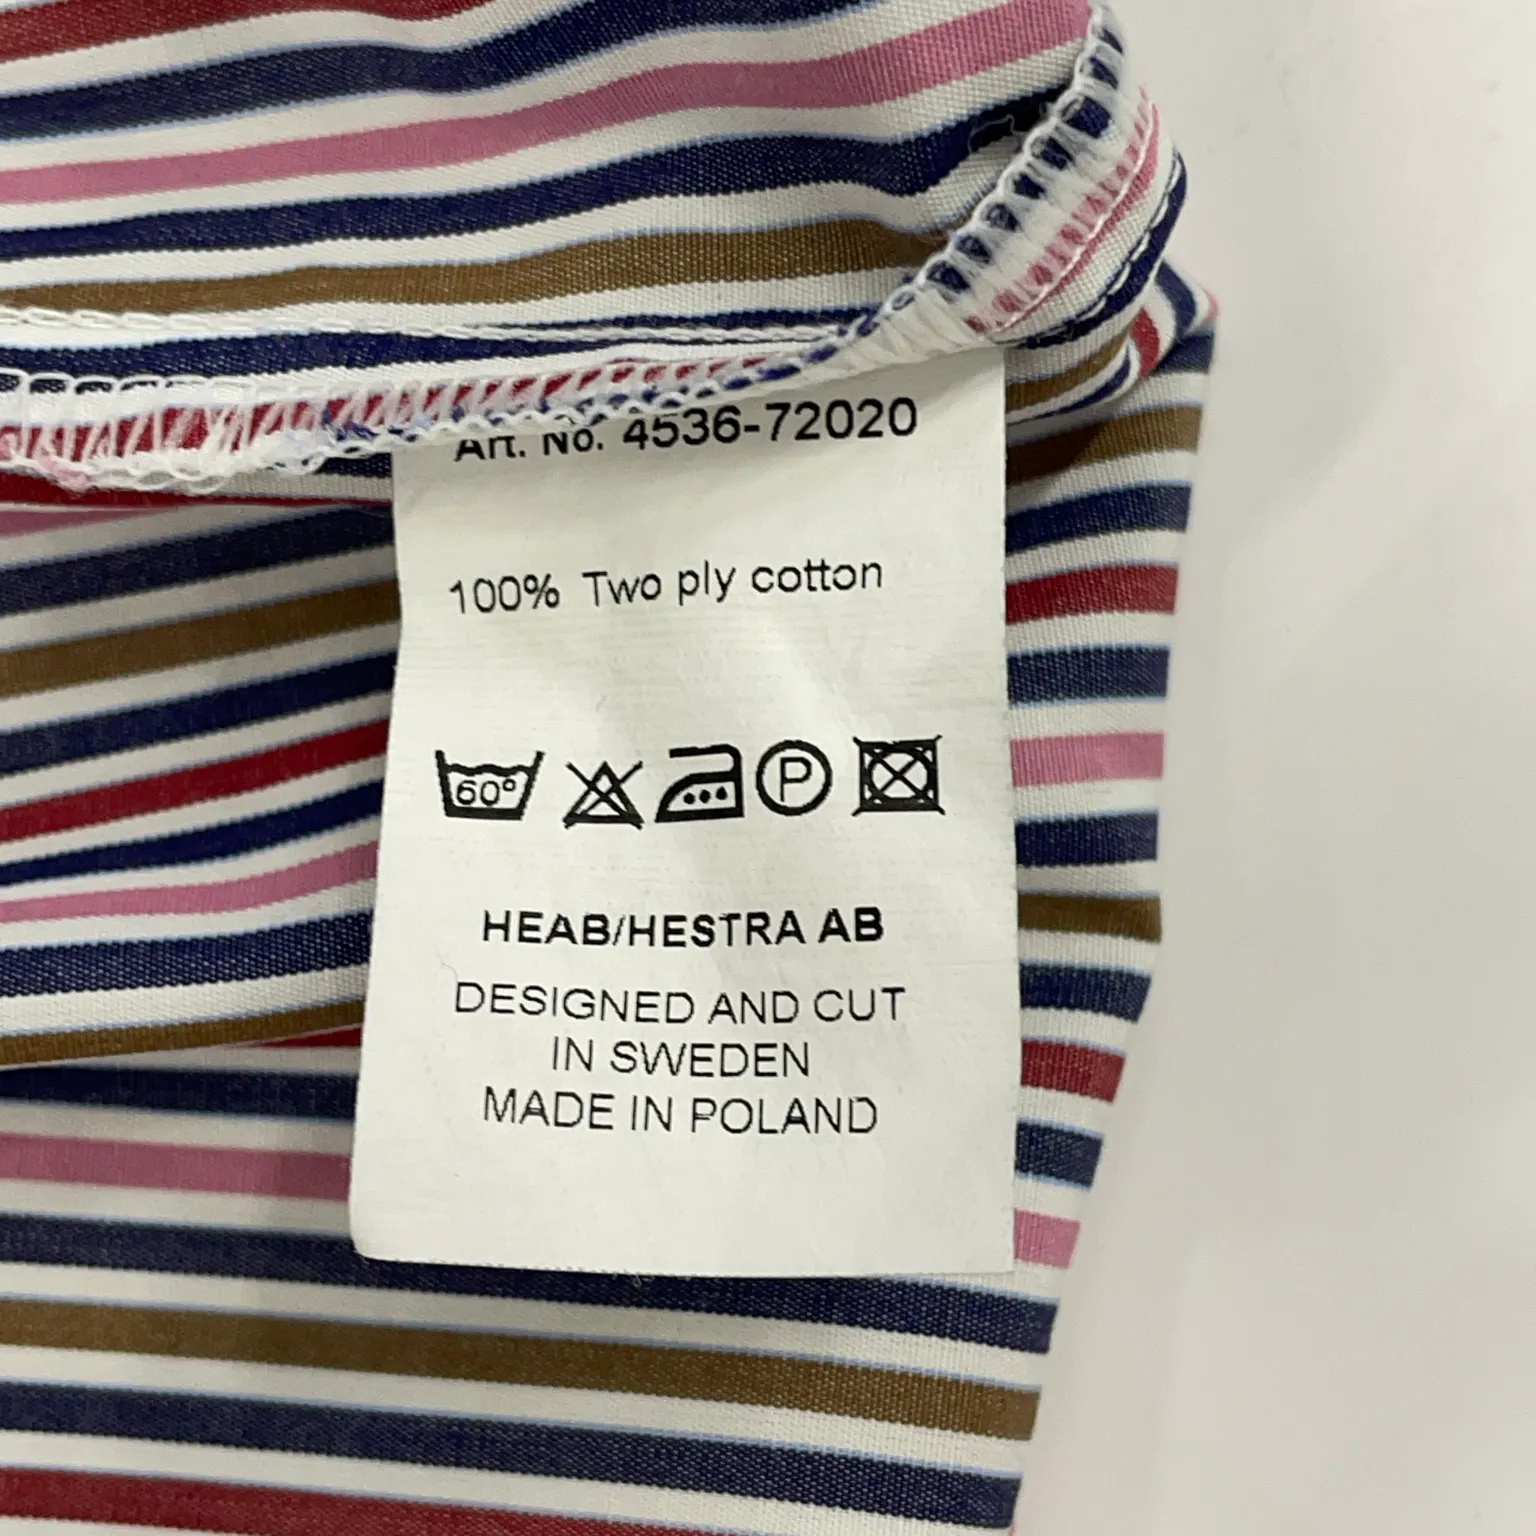 Art. No. 4536-72020
100% Two ply cotton
60°
P
HEAB/HESTRA AB
DESIGNED AND CUT
IN SWEDEN
MADE IN POLAND